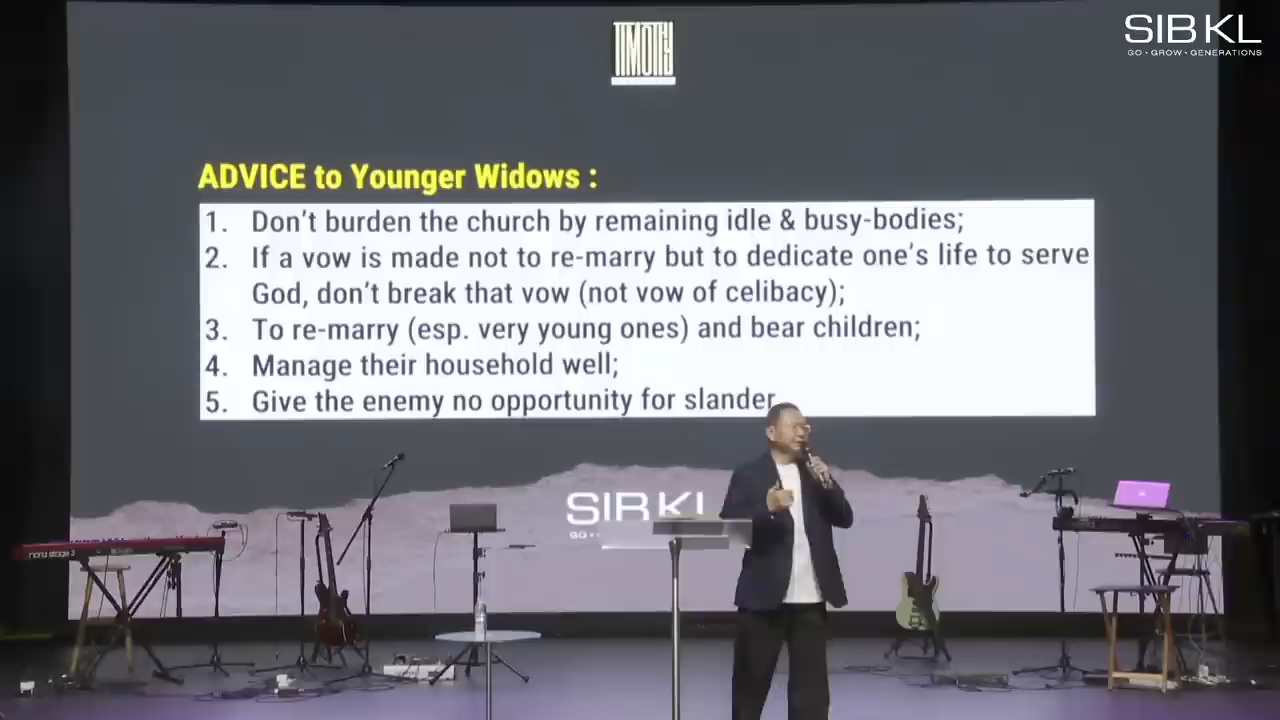 TIMOTHY
SIBKL
GO • GROW • GENERATIONS
ADVICE to Younger Widows :
1. Don't burden the church by remaining idle & busy-bodies;
2. If a vow is made not to re-marry but to dedicate one's life to serve
God, don't break that vow (not vow of celibacy);
3. To re-marry (esp. very young ones) and bear children;
4. Manage their household well;
5. Give the enemy no opportunity for slander
SIBKL
GO •
nord stage 3